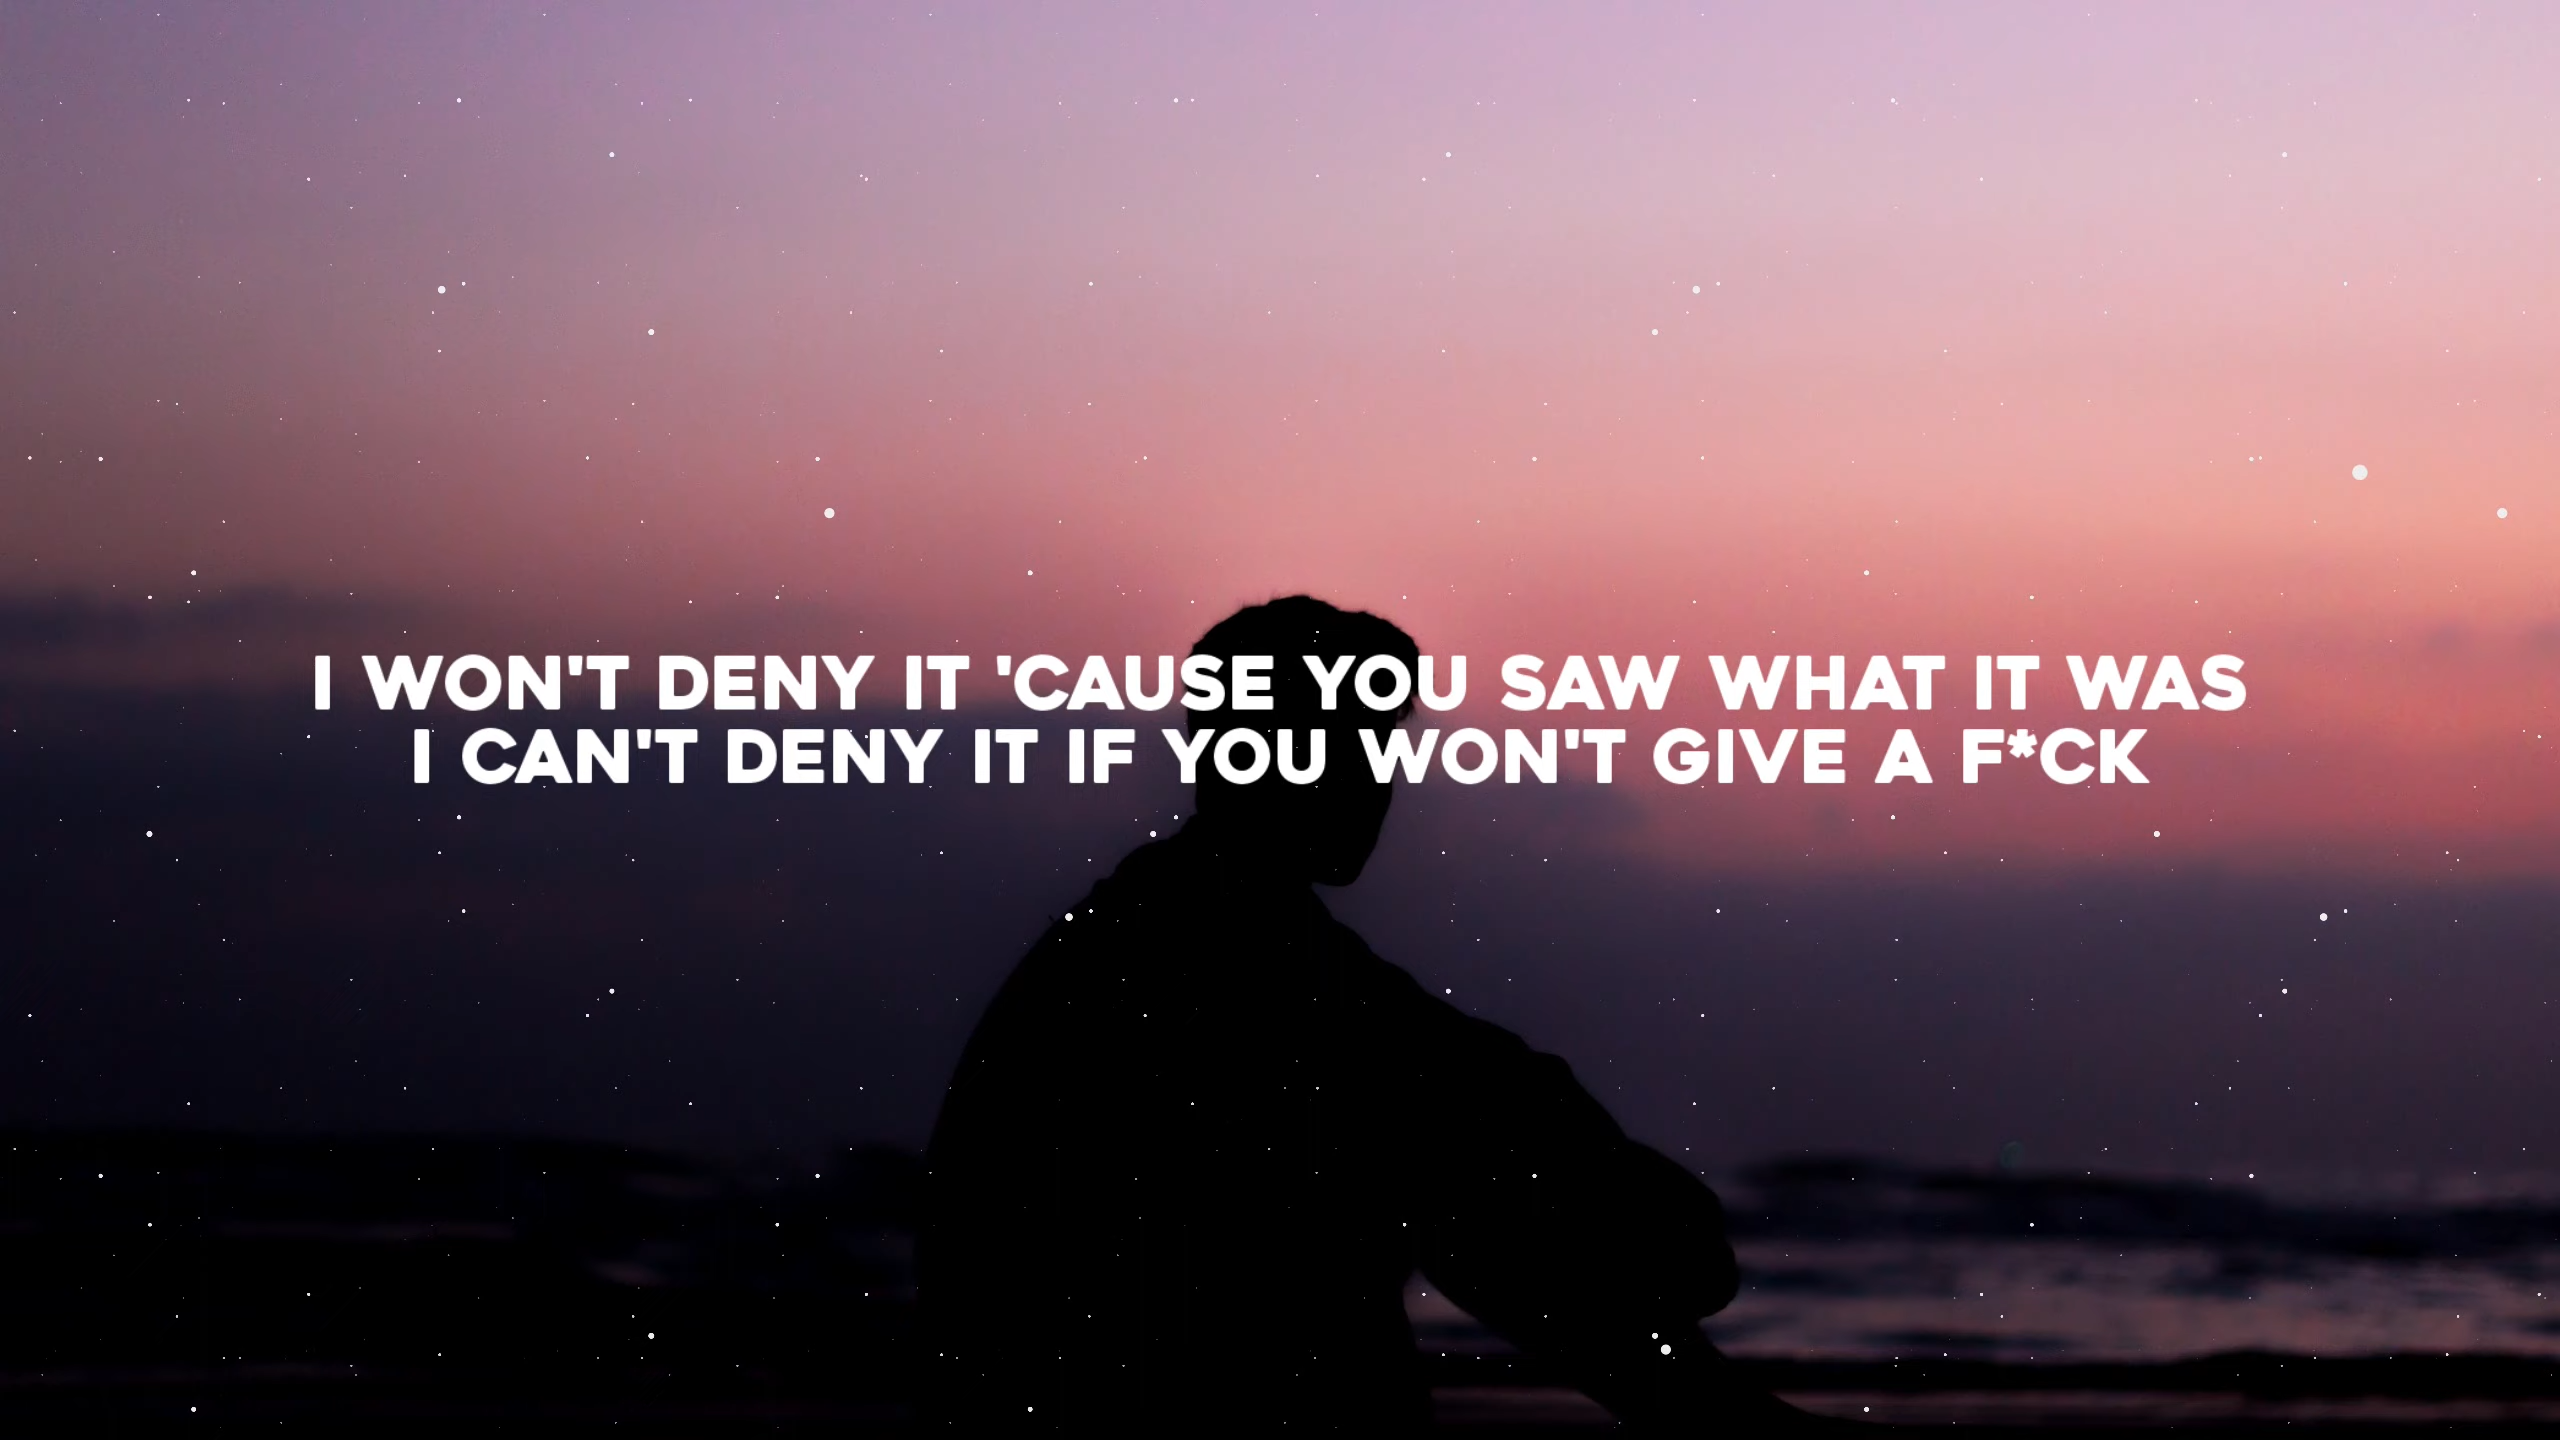 I WON'T DENY IT 'CAUSE YOU SAW WHAT IT WAS
I CAN'T DENY IT IF YOU WON'T GIVE A F*CK